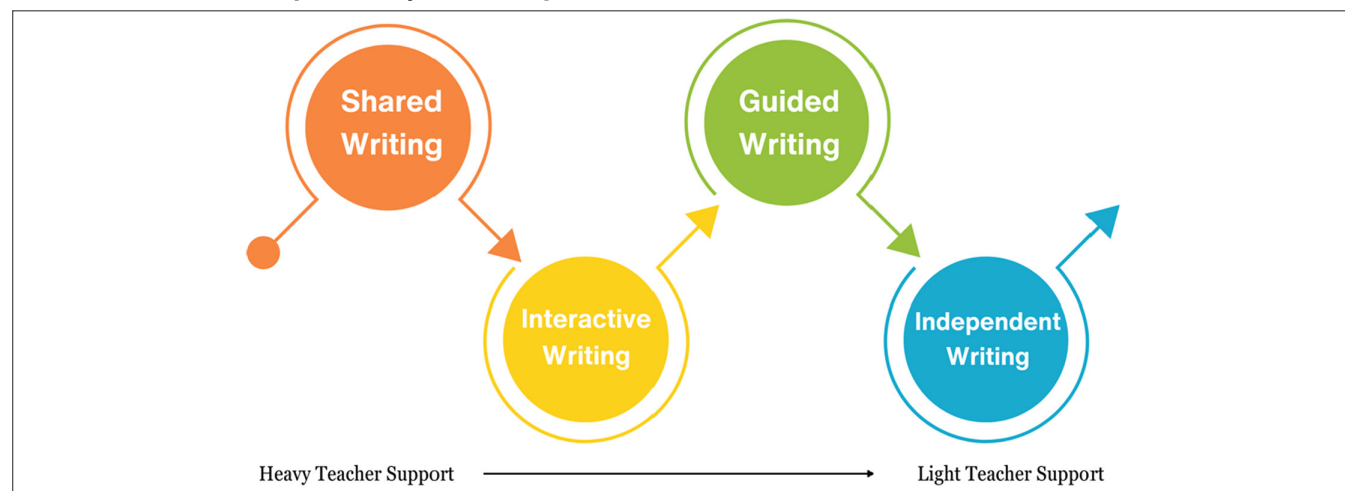 Shared
Writing
Guided
Writing
Interactive
Writing
Independent
Writing
Heavy Teacher Support
Light Teacher Support